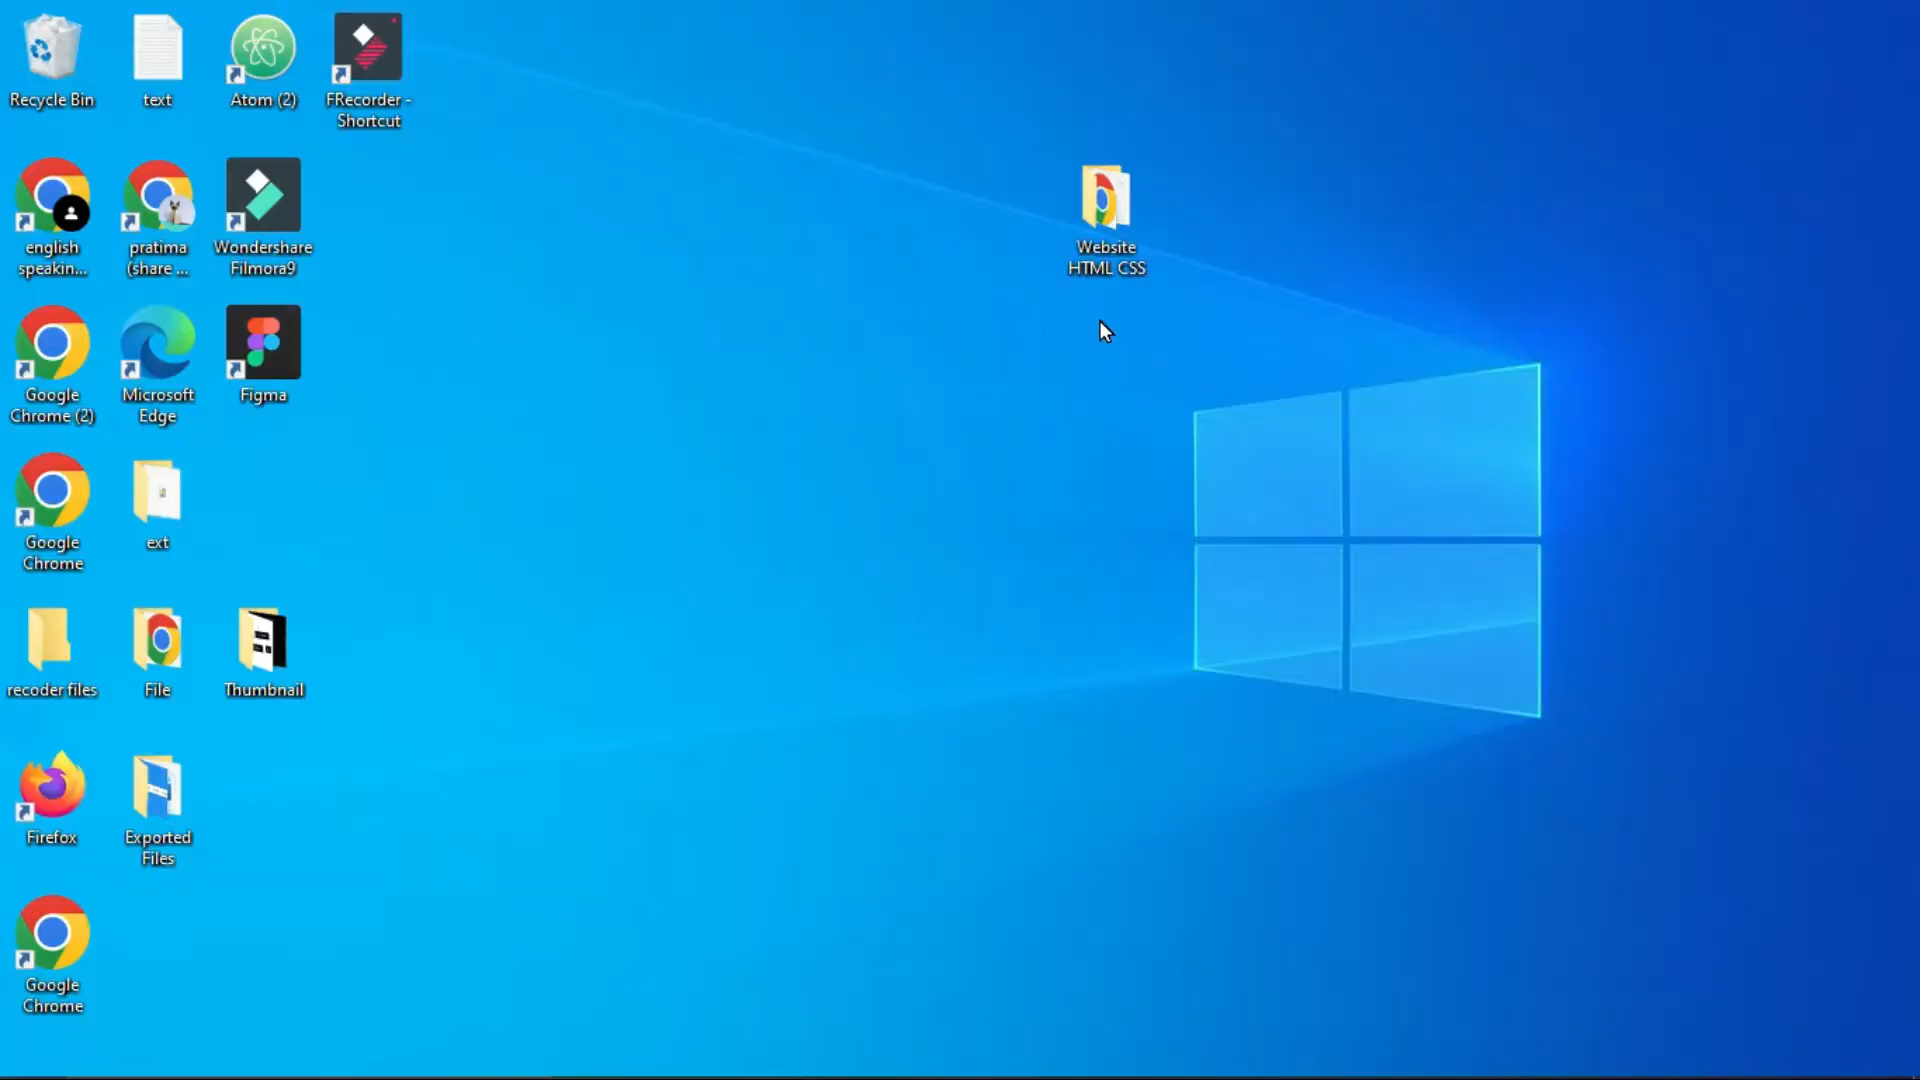 Recycle Bin
text
Atom (2)
FRecorder -
Shortcut
english
speakin...
pratima
(share ...
Wondershare
Filmora9
Website
HTML CSS
Google
Chrome (2)
Microsoft
Edge
Figma
Google
Chrome
ext
recoder files
File
Thumbnail
Firefox
Exported
Files
Google
Chrome